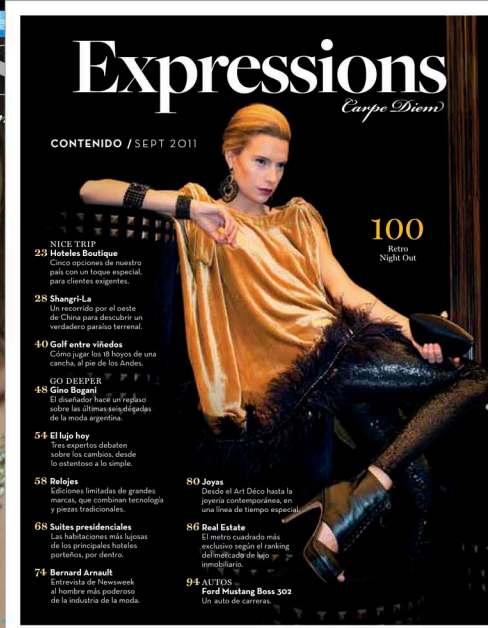 Expressions
Carpe Diem
CONTENIDO / SEPT 2011
100
Retro
Night Out
NICE TRIP
23 Hoteles Boutique
Cinco opciones de nuestro
país con un toque especial,
para clientes exigentes.
28 Shangri-La
Un recorrido por el oeste
de China para descubrir un
verdadero paraíso terrenal.
40 Golf entre viñedos
Cómo jugar los 18 hoyos de una
cancha, al pie de los Andes.
GO DEEPER
48 Gino Bogani
El diseñador hace un repaso
sobre las últimas seis décadas
de la moda argentina.
54 El lujo hoy
Tres expertos debaten
sobre los cambios, desde
lo ostentoso a lo simple.
58 Relojes
Ediciones limitadas de grandes
marcas, que combinan tecnología
y piezas tradicionales.
68 Suites presidenciales
Las habitaciones más lujosas
de los principales hoteles
porteños, por dentro.
74 Bernard Arnault
Entrevista de Newsweek
al hombre más poderoso
de la industria de la moda.
80 Joyas
Desde el Art Déco hasta la
joyería contemporánea, en
una línea de tiempo especial.
86 Real Estate
El metro cuadrado más
exclusivo según el ranking
del mercado de lujo
inmobiliario.
94 AUTOS
Ford Mustang Boss 302
Un auto de carreras.